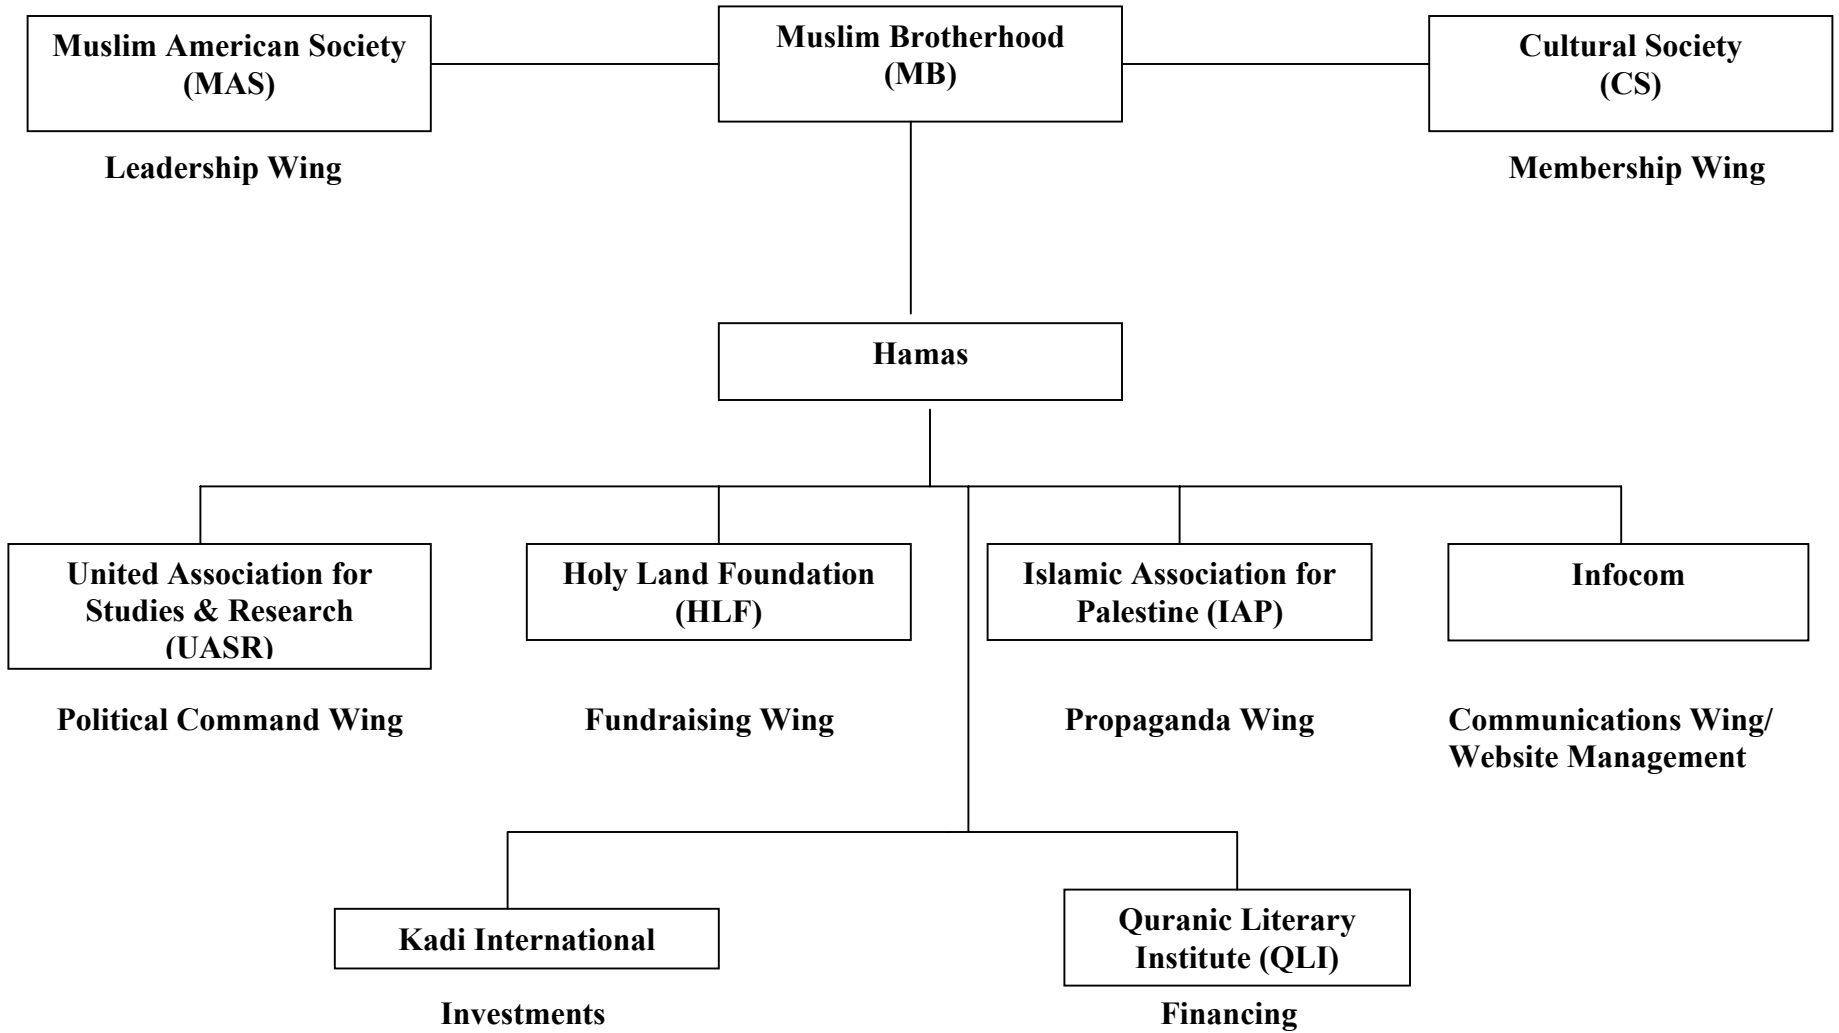 Muslim American Society
(MAS)
Leadership Wing
Muslim Brotherhood
(MB)
Cultural Society
(CS)
Membership Wing
Hamas
United Association for
Studies & Research
(UASR)
Political Command Wing
Holy Land Foundation
(HLF)
Fundraising Wing
Islamic Association for
Palestine (IAP)
Propaganda Wing
Infocom
Communications Wing/
Website Management
Kadi International
Investments
Quranic Literary
Institute (QLI)
Financing